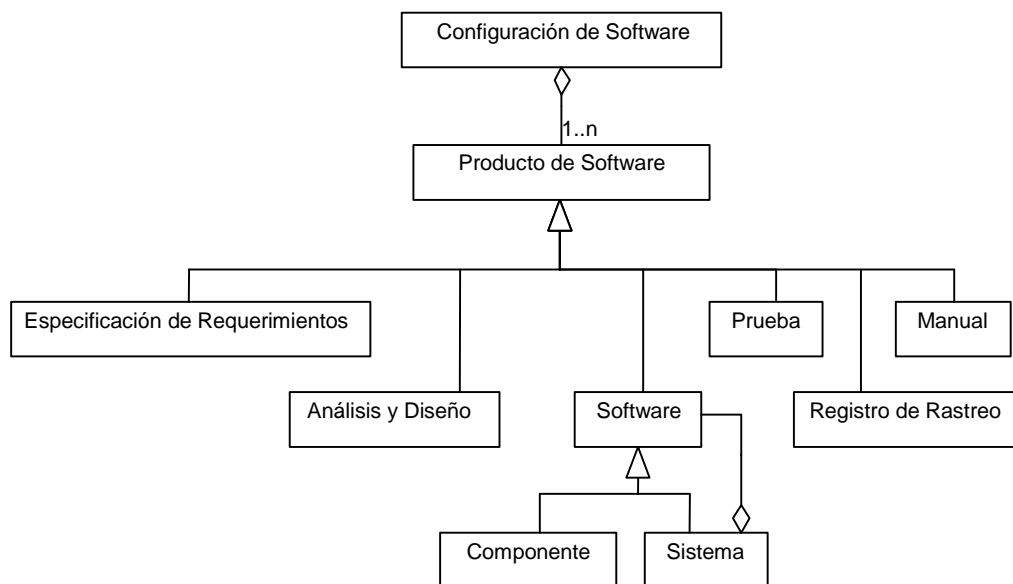 Configuración de Software
1..n
Producto de Software
Especificación de Requerimientos
Prueba
Manual
Análisis y Diseño
Software
Registro de Rastreo
Componente
Sistema